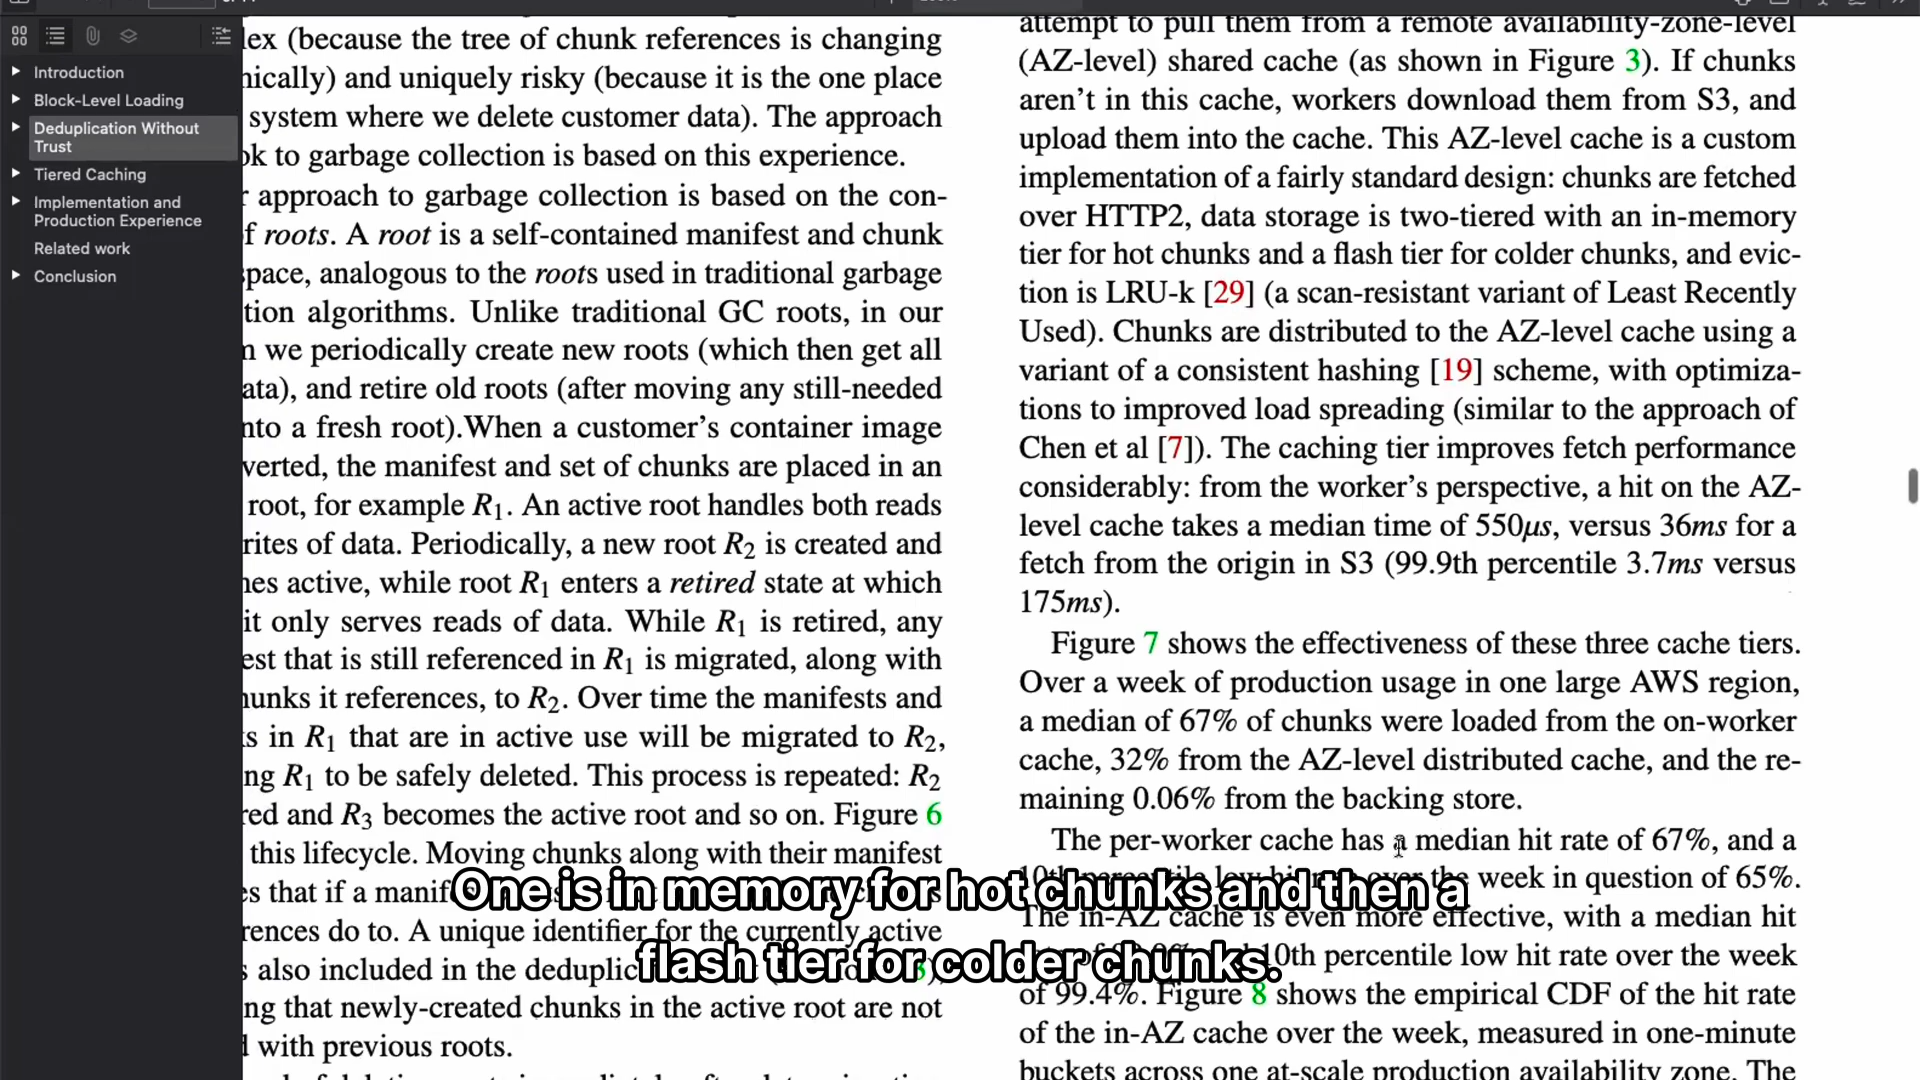 Introduction
Block-Level Loading
Deduplication Without
Trust
Tiered Caching
Implementation and
Production Experience
Related work
Conclusion
lex (because the tree of chunk references is changing
nically) and uniquely risky (because it is the one place
system where we delete customer data). The approach
ok to garbage collection is based on this experience.
r approach to garbage collection is based on the con-
of roots. A root is a self-contained manifest and chunk
space, analogous to the roots used in traditional garbage
tion algorithms. Unlike traditional GC roots, in our
m we periodically create new roots (which then get all
ata), and retire old roots (after moving any still-needed
nto a fresh root).When a customer's container image
verted, the manifest and set of chunks are placed in an
root, for example R1. An active root handles both reads
rites of data. Periodically, a new root R2 is created and
nes active, while root R1 enters a retired state at which
it only serves reads of data. While R1 is retired, any
est that is still referenced in R1 is migrated, along with
hunks it references, to R2. Over time the manifests and
s in R1 that are in active use will be migrated to R2,
ng R1 to be safely deleted. This process is repeated: R2
red and R3 becomes the active root and so on. Figure 6
this lifecycle. Moving chunks along with their manifest
es that if a manif
rences do to. A unique identifier for the currently active
s also included in the deduplic
ng that newly-created chunks in the active root are not
d with previous roots.
attempt to pull them from a remote availability-zone-level
(AZ-level) shared cache (as shown in Figure 3). If chunks
aren't in this cache, workers download them from S3, and
upload them into the cache. This AZ-level cache is a custom
implementation of a fairly standard design: chunks are fetched
over HTTP2, data storage is two-tiered with an in-memory
tier for hot chunks and a flash tier for colder chunks, and evic-
tion is LRU-k [29] (a scan-resistant variant of Least Recently
Used). Chunks are distributed to the AZ-level cache using a
variant of a consistent hashing [19] scheme, with optimiza-
tions to improved load spreading (similar to the approach of
Chen et al [7]). The caching tier improves fetch performance
considerably: from the worker's perspective, a hit on the AZ-
level cache takes a median time of 550μs, versus 36ms for a
fetch from the origin in S3 (99.9th percentile 3.7ms versus
175ms).
Figure 7 shows the effectiveness of these three cache tiers.
Over a week of production usage in one large AWS region,
a median of 67% of chunks were loaded from the on-worker
cache, 32% from the AZ-level distributed cache, and the re-
maining 0.06% from the backing store.
The per-worker cache has a median hit rate of 67%, and a
10th percentile low hit rate over the week in question of 65%.
The in-AZ cache is even more effective, with a median hit
10th percentile low hit rate over the week
of 99.4%. Figure 8 shows the empirical CDF of the hit rate
of the in-AZ cache over the week, measured in one-minute
buckets across one at-scale production availability zone. The
One is in memory for hot chunks and then a
flash tier for colder chunks.